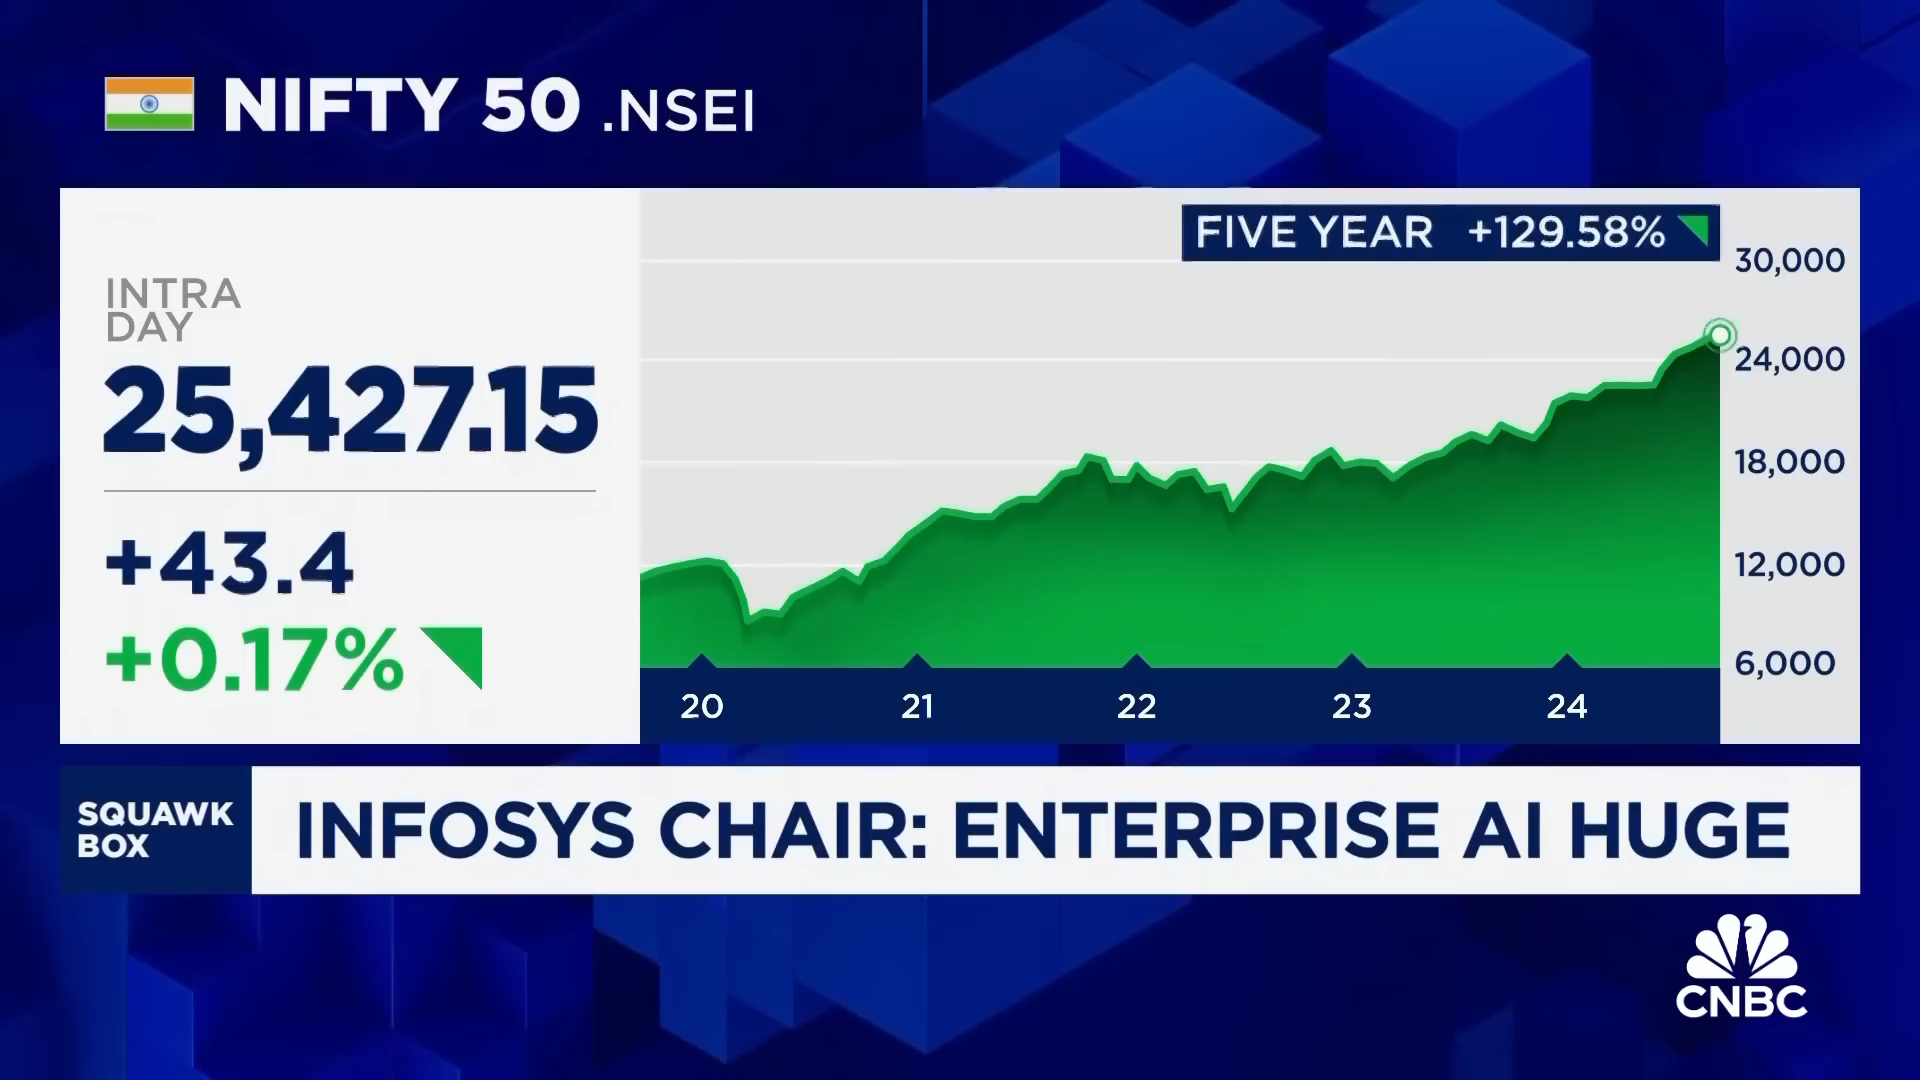 NIFTY 50 .NSEI
FIVE YEAR +129.58%
INTRA
DAY
25,427.15
+43.4
+0.17%
30,000
24,000
18,000
12,000
6,000
20 21 22 23 24
SQUAWK
BOX
INFOSYS CHAIR: ENTERPRISE AI HUGE
CNBC